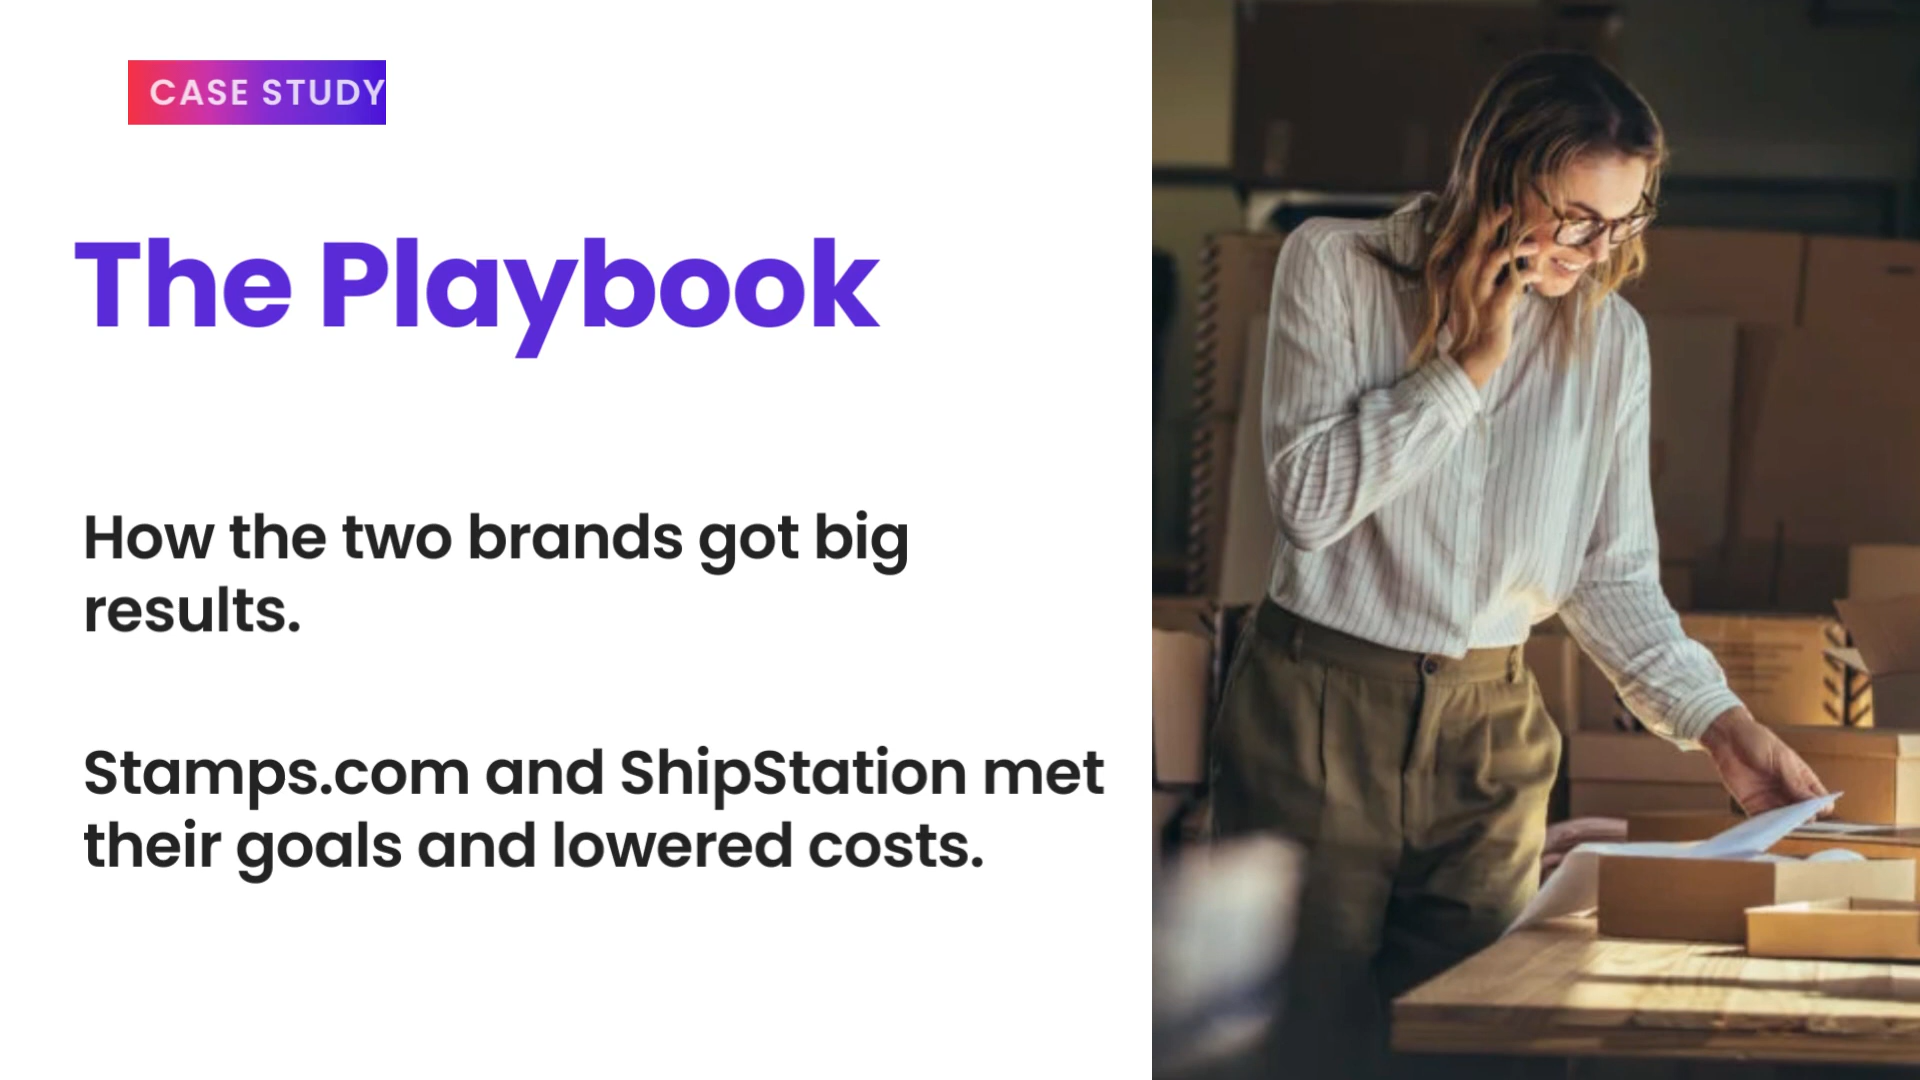 CASE STUDY
The Playbook
How the two brands got big
results.
Stamps.com and ShipStation met
their goals and lowered costs.